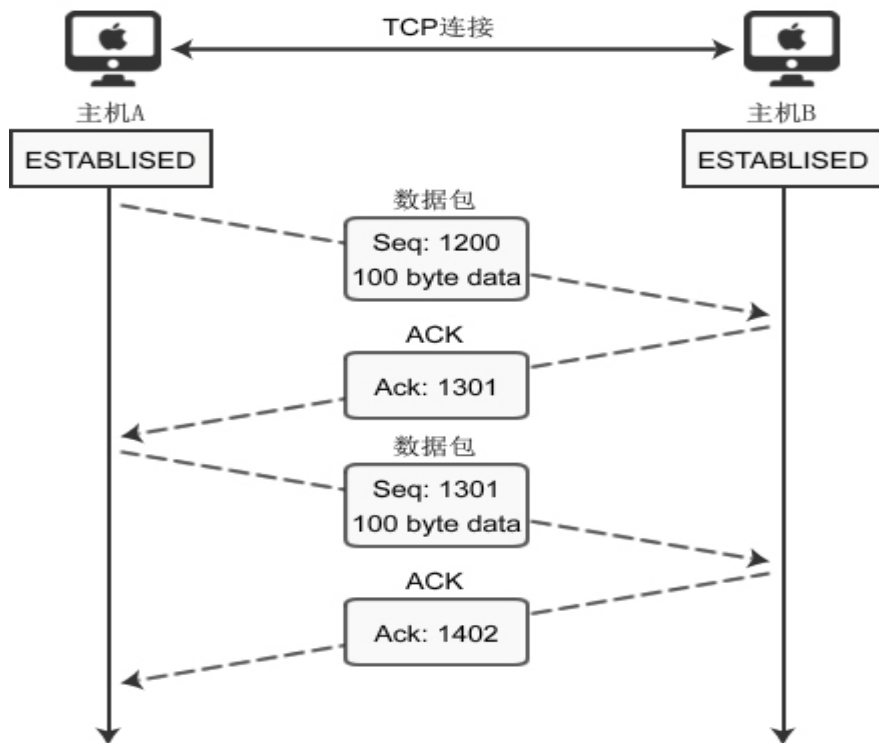 TCP连接
主机A
主机B
ESTABLISED
ESTABLISED
数据包
Seq: 1200
100 byte data
ACK
Ack: 1301
数据包
Seq: 1301
100 byte data
ACK
Ack: 1402